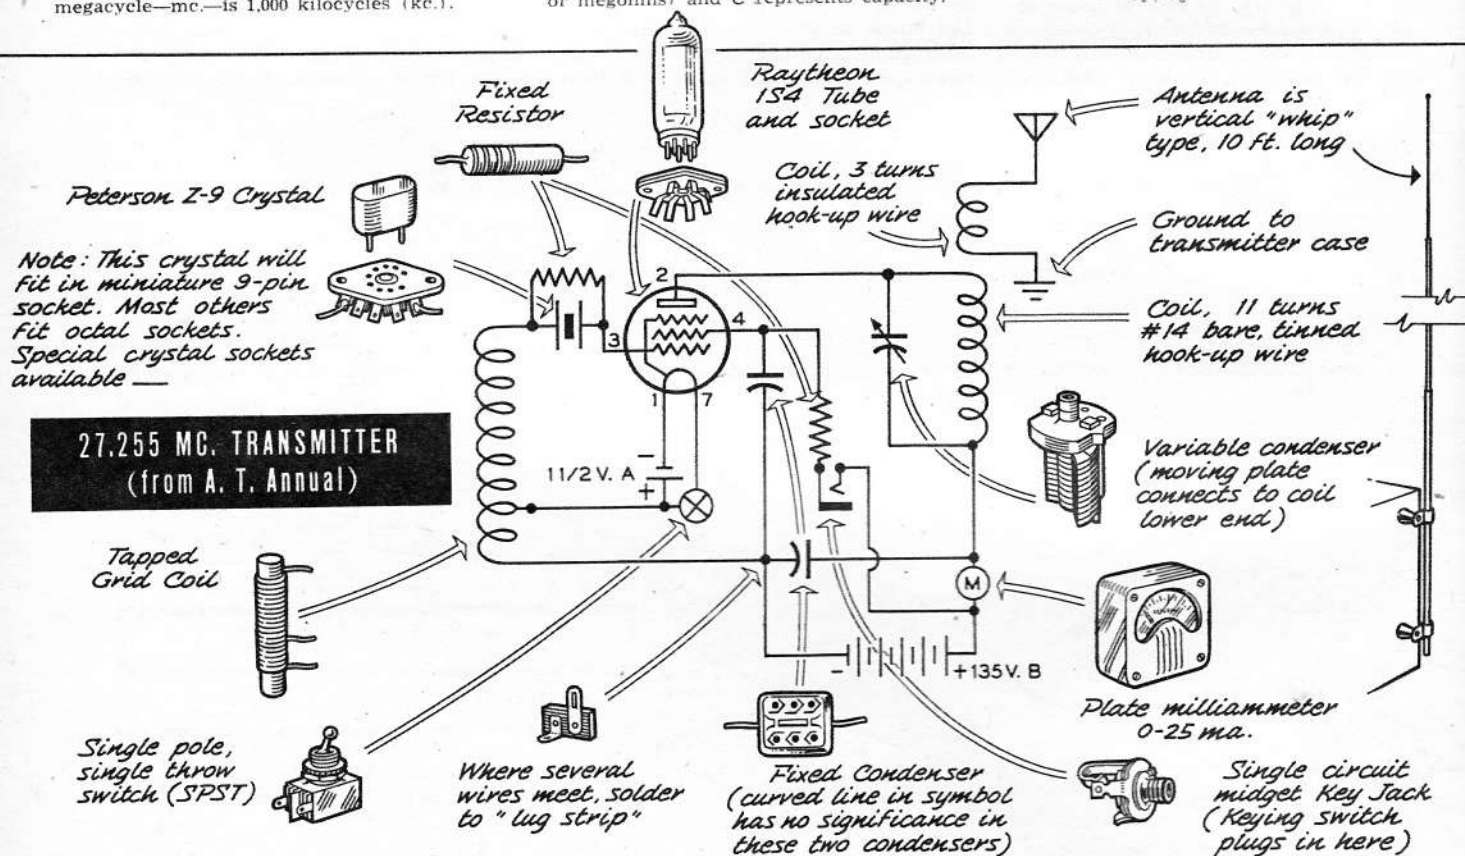 megacycle—mc.—is 1,000 kilocycles (kc.).
or megohms) and C represents capacity.
Fixed
Resistor
Raytheon
1S4 Tube
and socket
Antenna is
vertical "whip"
type, 10 ft. long
Peterson Z-9 Crystal
Coil, 3 turns
insulated
hook-up wire
Ground to
transmitter case
Note: This crystal will
fit in miniature 9-pin
socket. Most others
fit octal sockets.
Special crystal sockets
available —
2
3
4
1
7
Coil, 11 turns
#14 bare, tinned
hook-up wire
27.255 MC. TRANSMITTER
(from A. T. Annual)
-
11/2 V. A
+
Variable condenser
(moving plate
connects to coil
lower end)
Tapped
Grid Coil
M
-
+135V. B
Plate milliammeter
0-25 ma.
Single pole,
single throw
switch (SPST)
Where several
wires meet, solder
to "lug strip"
Fixed Condenser
(curved line in symbol
has no significance in
these two condensers)
Single circuit
midget Key Jack
(Keying switch
plugs in here)